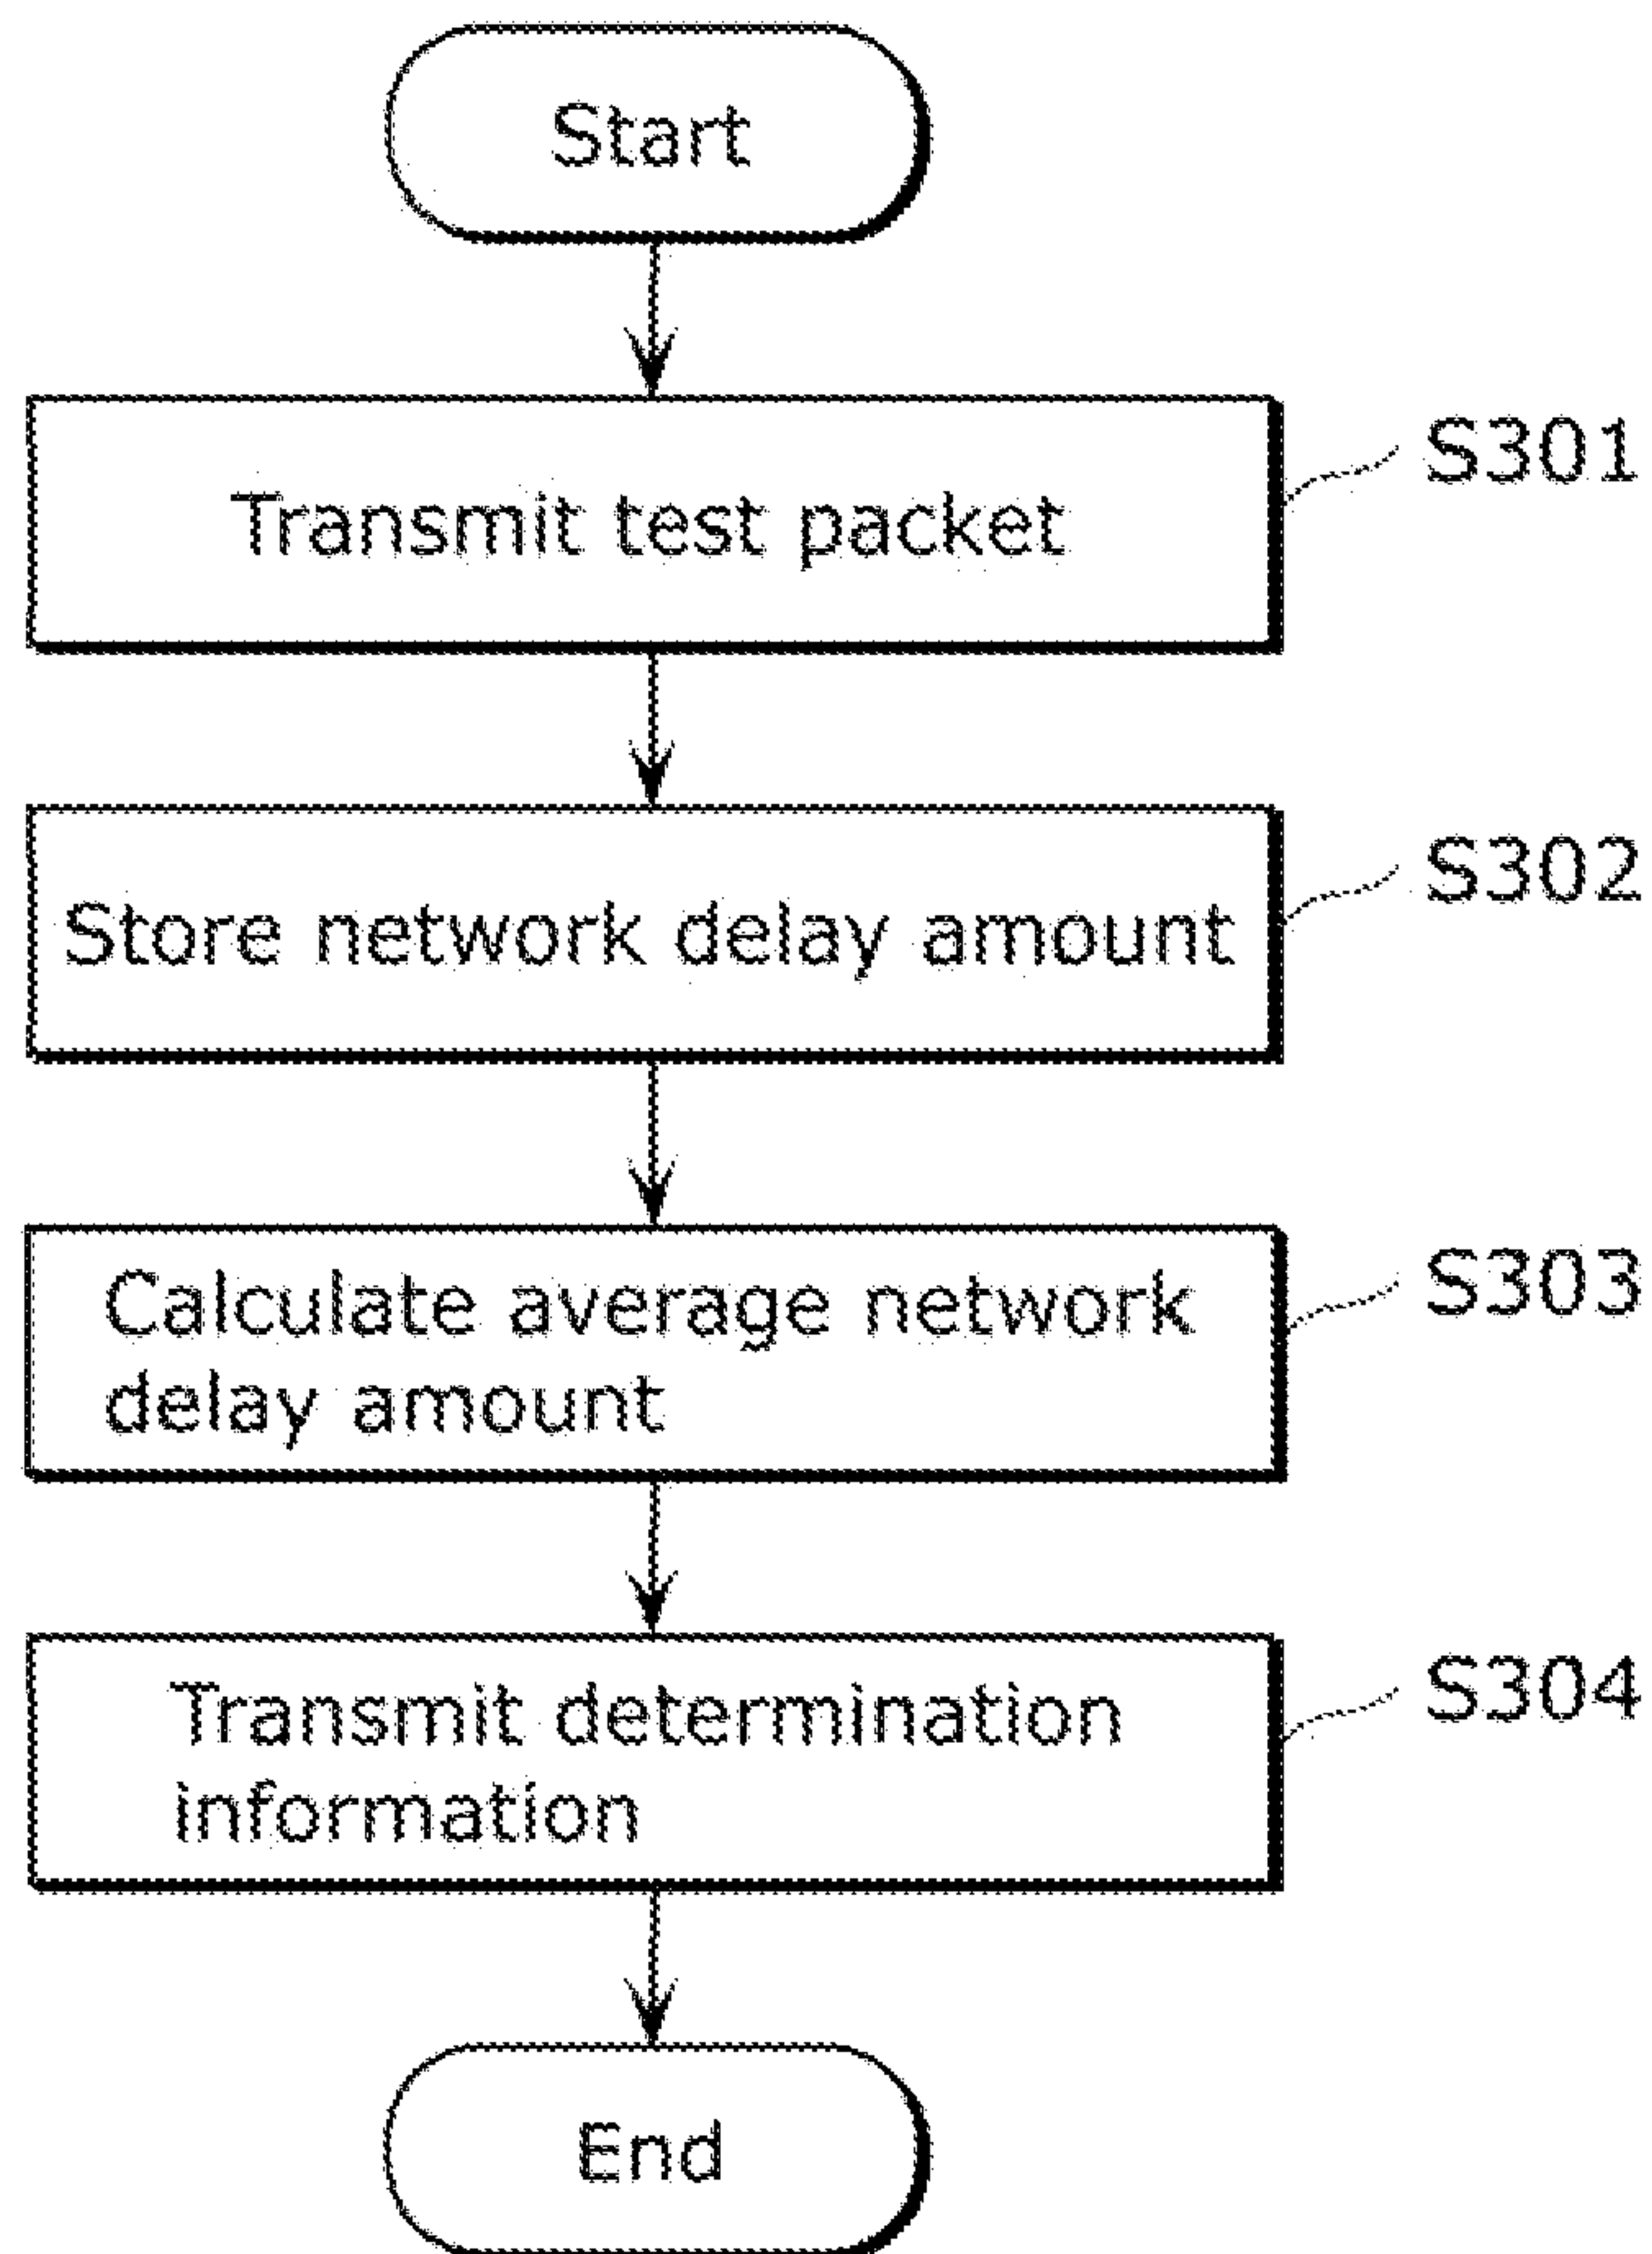 Start
Transmit test packet
S301
Store network delay amount
S302
Calculate average network
delay amount
S303
Transmit determination
information
S304
End